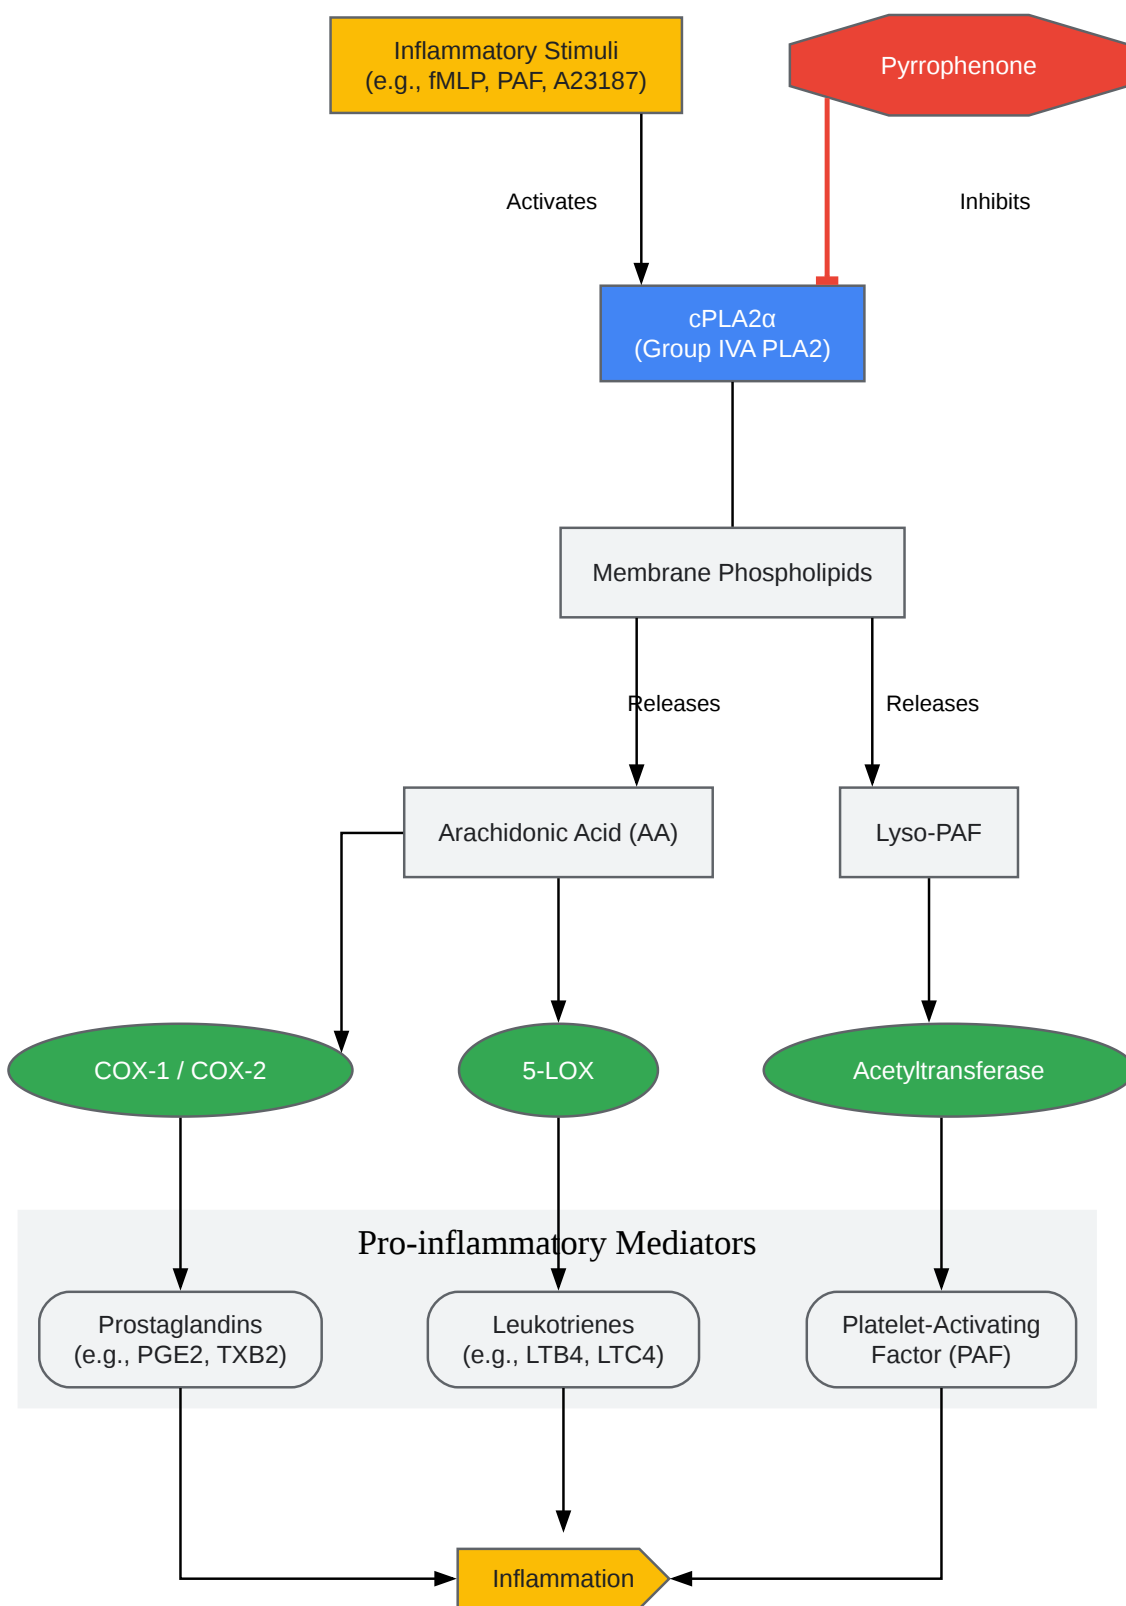 Inflammatory Stimuli
(e.g., fMLP, PAF, A23187)
Pyrrophenone
Activates
Inhibits
cPLA2α
(Group IVA PLA2)
Membrane Phospholipids
Releases
Releases
Arachidonic Acid (AA)
Lyso-PAF
COX-1 / COX-2
5-LOX
Acetyltransferase
Pro-inflammatory Mediators
Prostaglandins
(e.g., PGE2, TXB2)
Leukotrienes
(e.g., LTB4, LTC4)
Platelet-Activating
Factor (PAF)
Inflammation